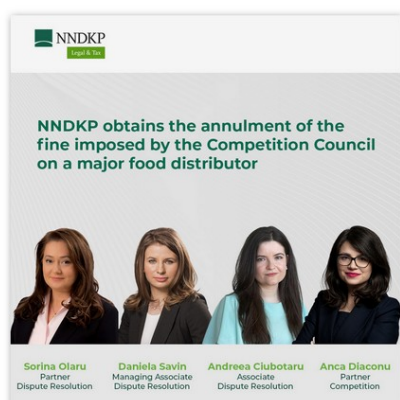 NNDKP
Legal & Tax
NNDKP obtains the annulment of the
fine imposed by the Competition Council
on a major food distributor
Sorina Olaru
Partner
Dispute Resolution
Daniela Savin
Managing Associate
Dispute Resolution
Andreea Ciubotaru
Associate
Dispute Resolution
Anca Diaconu
Partner
Competition